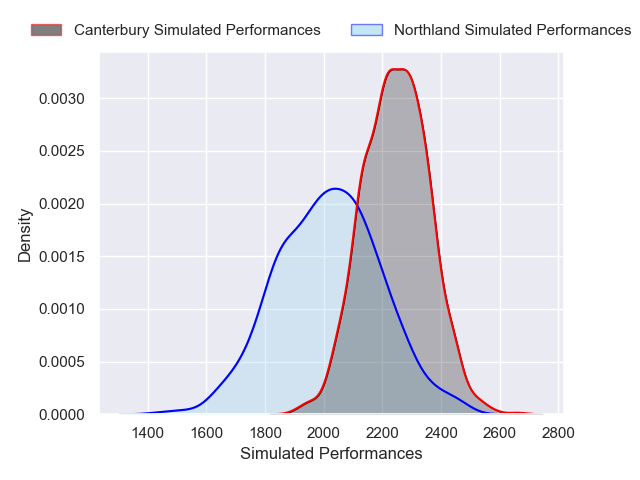 Canterbury Simulated Performances Northland Simulated Performances
0.0030
0.0025
0.0020
0.0015
0.0010
0.0005
0.0000
Density
1400 1600 1800 2000 2200 2400 2600 2800
Simulated Performances